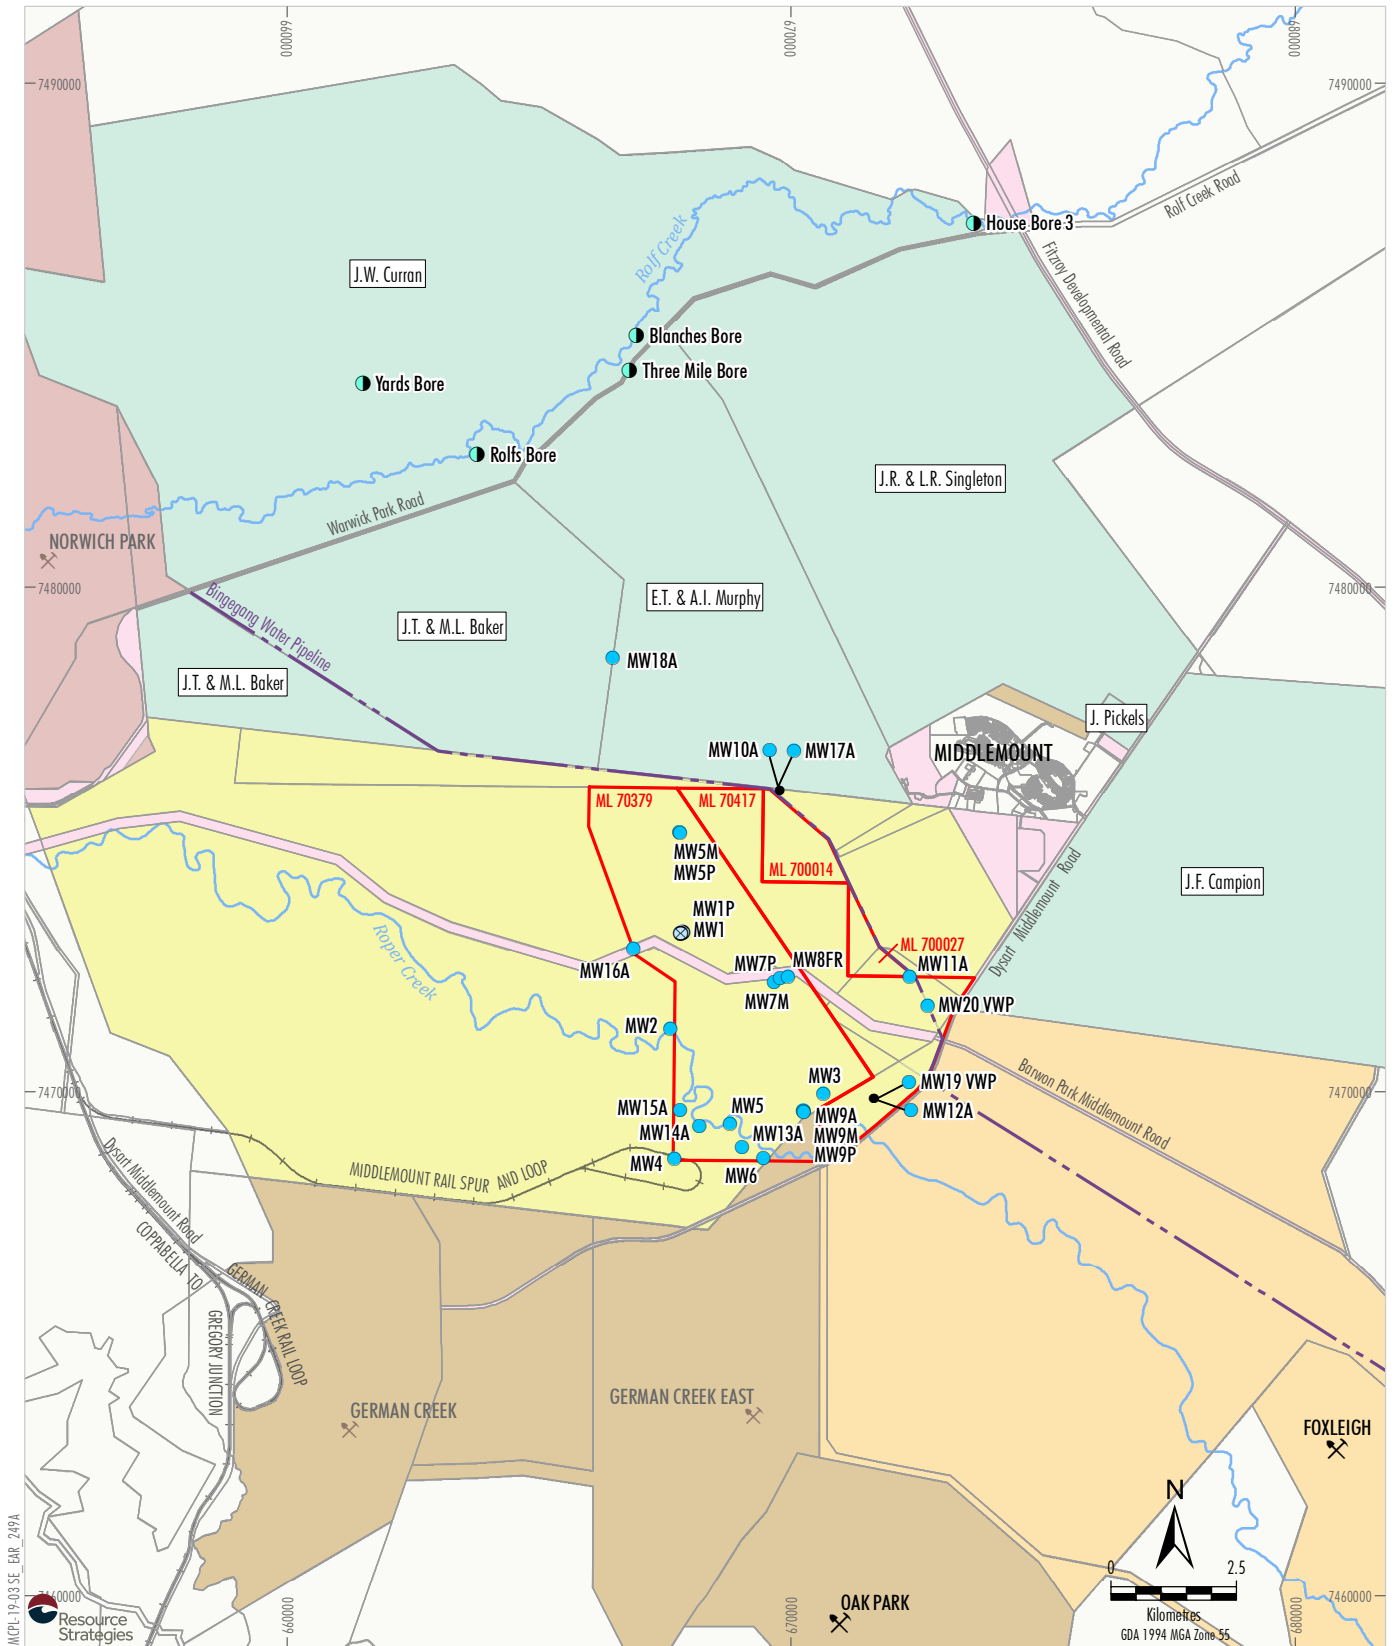 660000
670000
680000
7490000
7490000
Rolf Creek Road
House Bore 3
Rolf Creek
Fitzroy Developmental Road
J.W. Curran
Blanches Bore
Three Mile Bore
Yards Bore
Rolfs Bore
J.R. & L.R. Singleton
Warwick Park Road
NORWICH PARK
7480000
7480000
Bingegang Water Pipeline
E.T. & A.I. Murphy
J.T. & M.L. Baker
MW18A
J.T. & M.L. Baker
J. Pickels
MW10A
MW17A
MIDDLEMOUNT
ML 70379
ML 70417
MW5M
MW5P
ML 700014
J.F. Campion
MW1P
MW1
Dysart Middlemount Road
ML 700027
Roper Creek
MW16A
MW7P
MW8FR
MW11A
MW7M
MW20 VWP
MW2
7470000
7470000
MW3
MW19 VWP
Barwon Park Middlemount Road
MW15A
MW5
MW9A
MW12A
MW14A
MW13A
MW9M
MW9P
MW4
MW6
MIDDLEMOUNT RAIL SPUR AND LOOP
Dysart Middlemount Road
COPPABELLA TO
GREGORY JUNCTION
GERMAN CREEK RAIL LOOP
GERMAN CREEK
GERMAN CREEK EAST
FOXLEIGH
N
0
2.5
Kilometres
GDA 1994 MGA Zone 55
OAK PARK
7460000
7460000
660000
670000
680000
Resource
Strategies
MCPL-19-03 SE_EAR_249A